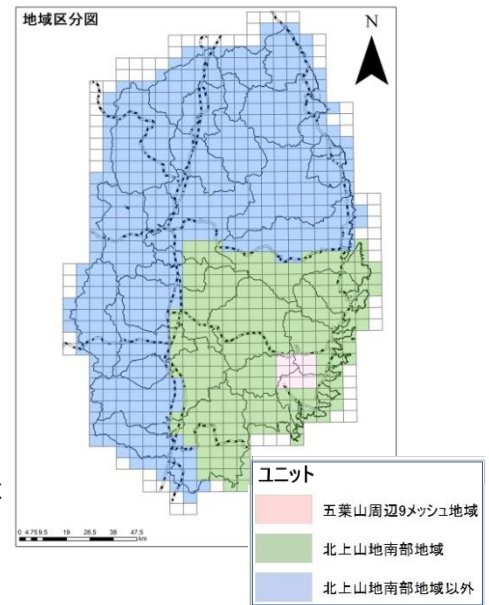 地域区分図
N
0 4.75 9.5 19 28.5 38 47.5
km
ユニット
五葉山周辺9メッシュ地域
北上山地南部地域
北上山地南部地域以外